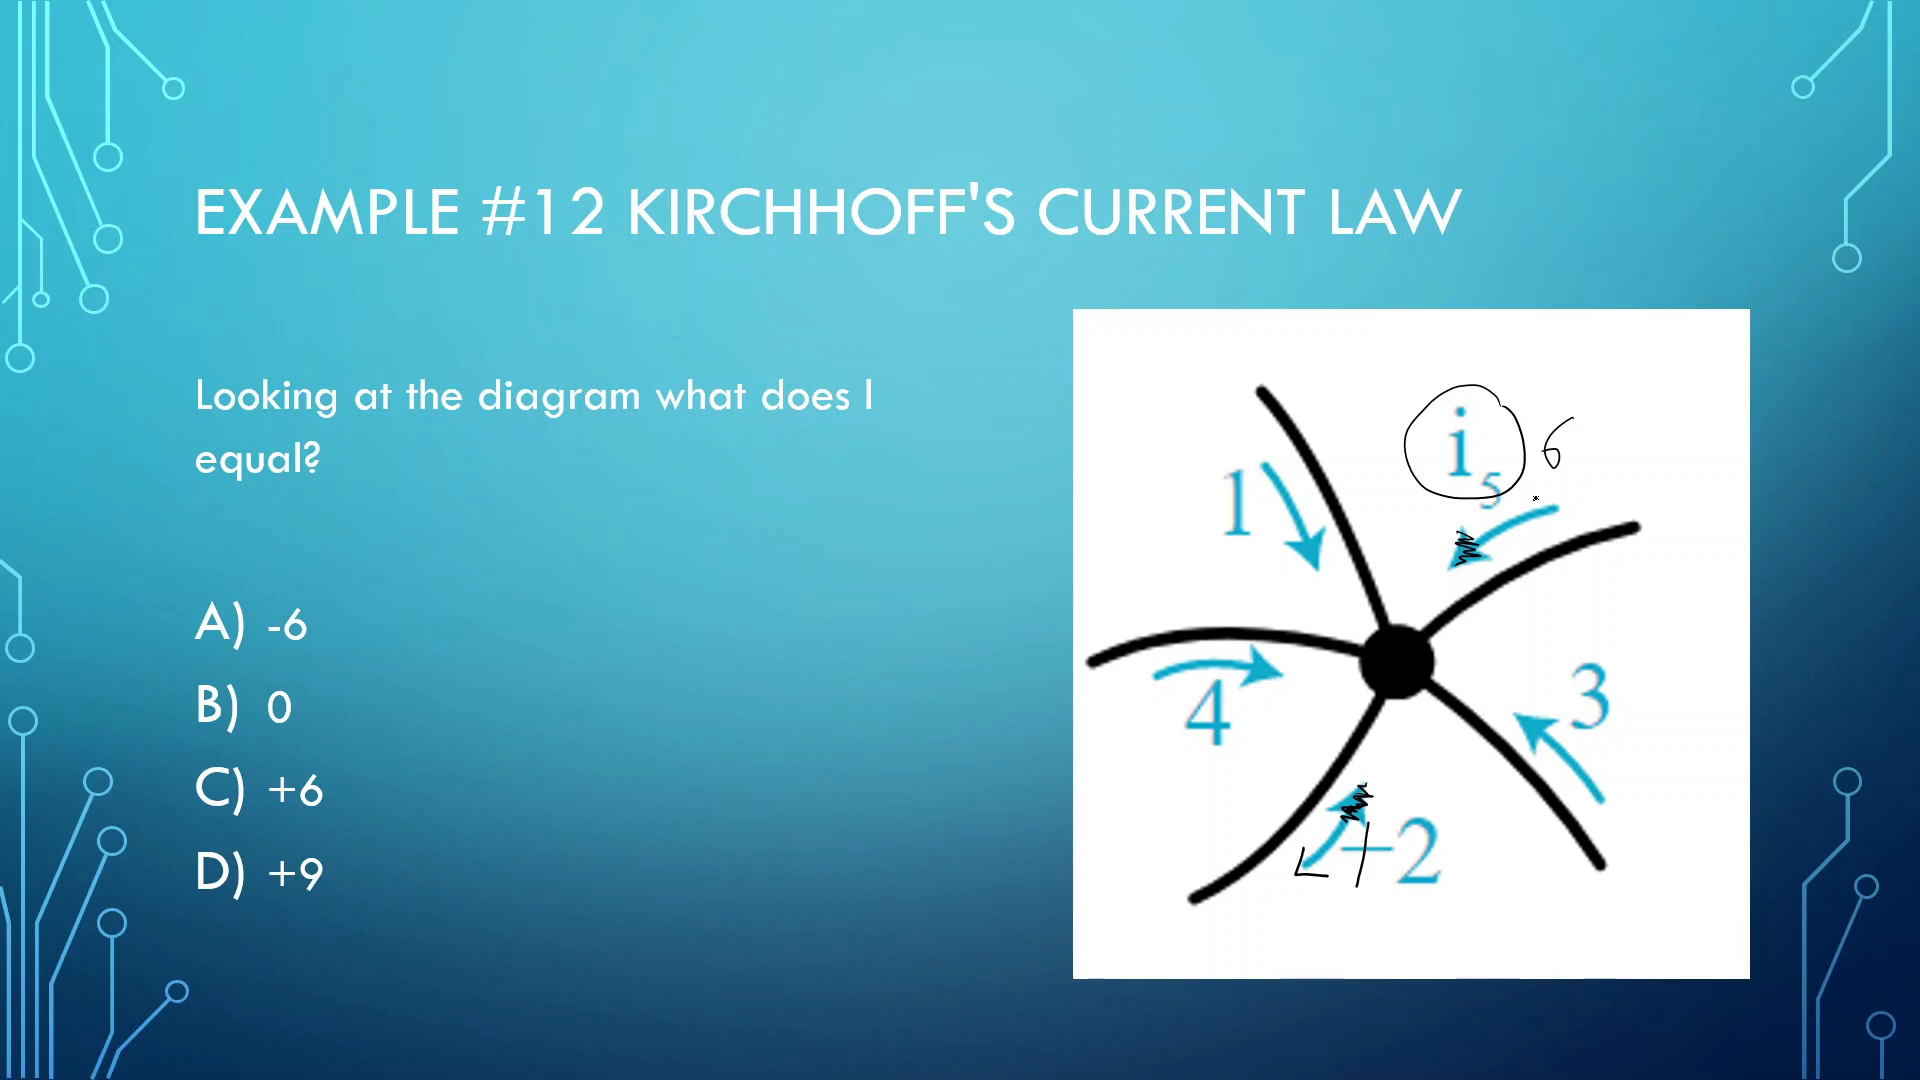 EXAMPLE #12 KIRCHHOFF'S CURRENT LAW
Looking at the diagram what does I
equal?
A) -6
B) 0
C) +6
D) +9
i5 6
1
4
3
+2